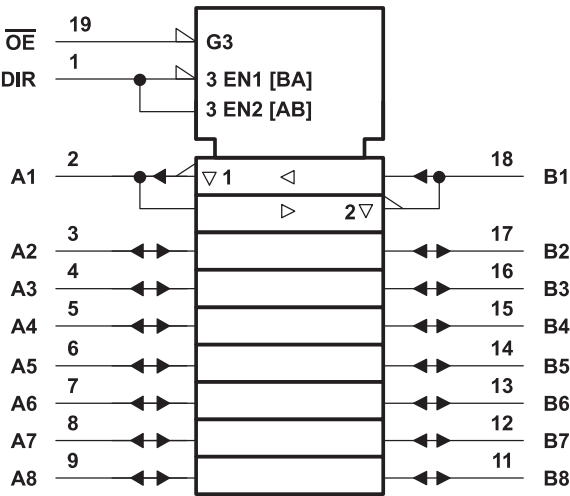 19
OE G3
1
DIR 3 EN1 [BA]
3 EN2 [AB]
2 18
A1 ▽ 1 ◁ B1
▷ 2 ▽
3 17
A2 B2
4 16
A3 B3
5 15
A4 B4
6 14
A5 B5
7 13
A6 B6
8 12
A7 B7
9 11
A8 B8